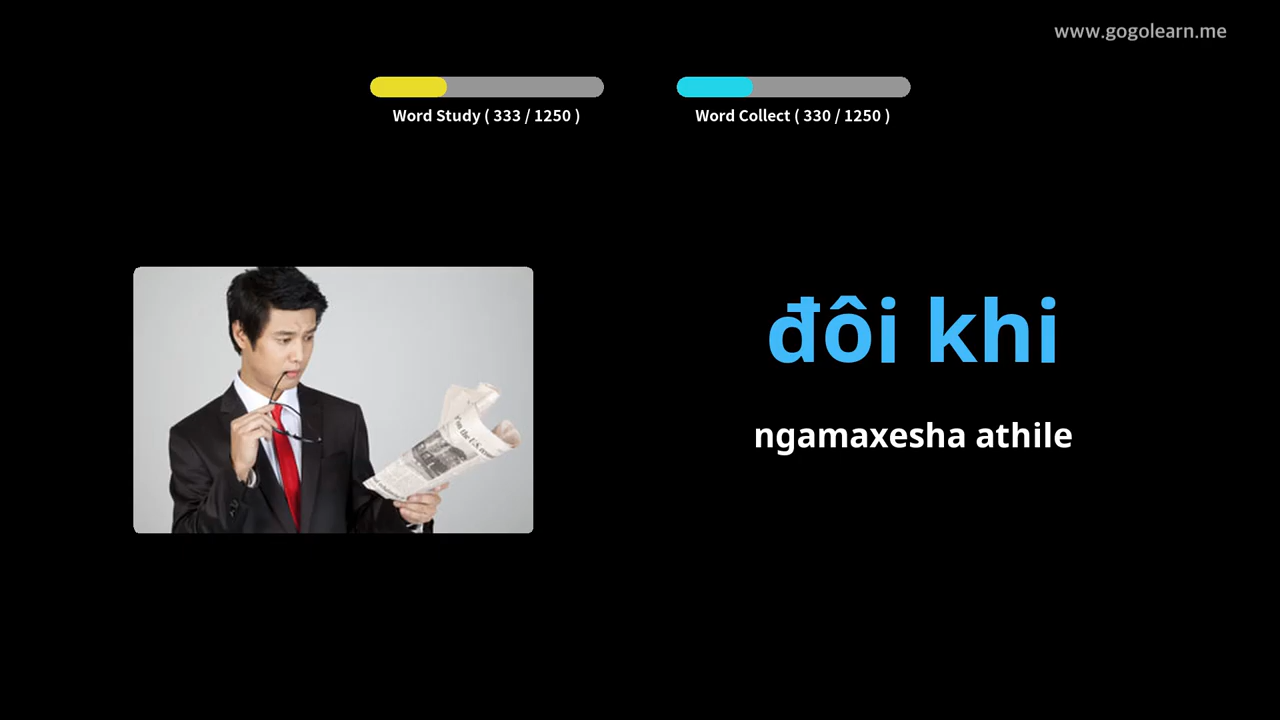 www.gogolearn.me
Word Study ( 333 / 1250 )
Word Collect ( 330 / 1250 )
đôi khi
ngamaxesha athile